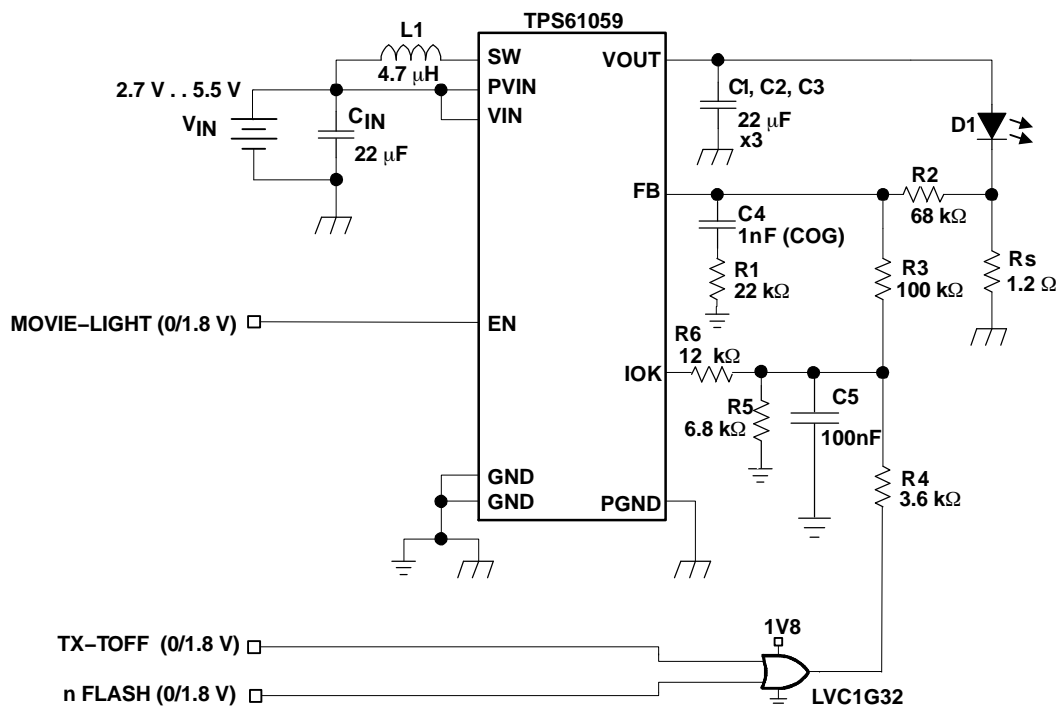 TPS61059
L1
4.7 μH
SW
PVIN
VIN
2.7 V . . 5.5 V
VIN
CIN
22 μF
VOUT
C1, C2, C3
22 μF
x3
D1
FB
R2
68 kΩ
C4
1nF (COG)
R1
22 kΩ
R3
100 kΩ
Rs
1.2 Ω
MOVIE–LIGHT (0/1.8 V)
EN
R6
12 kΩ
IOK
R5
6.8 kΩ
C5
100nF
GND
GND
PGND
R4
3.6 kΩ
1V8
TX–TOFF (0/1.8 V)
n FLASH (0/1.8 V)
LVC1G32